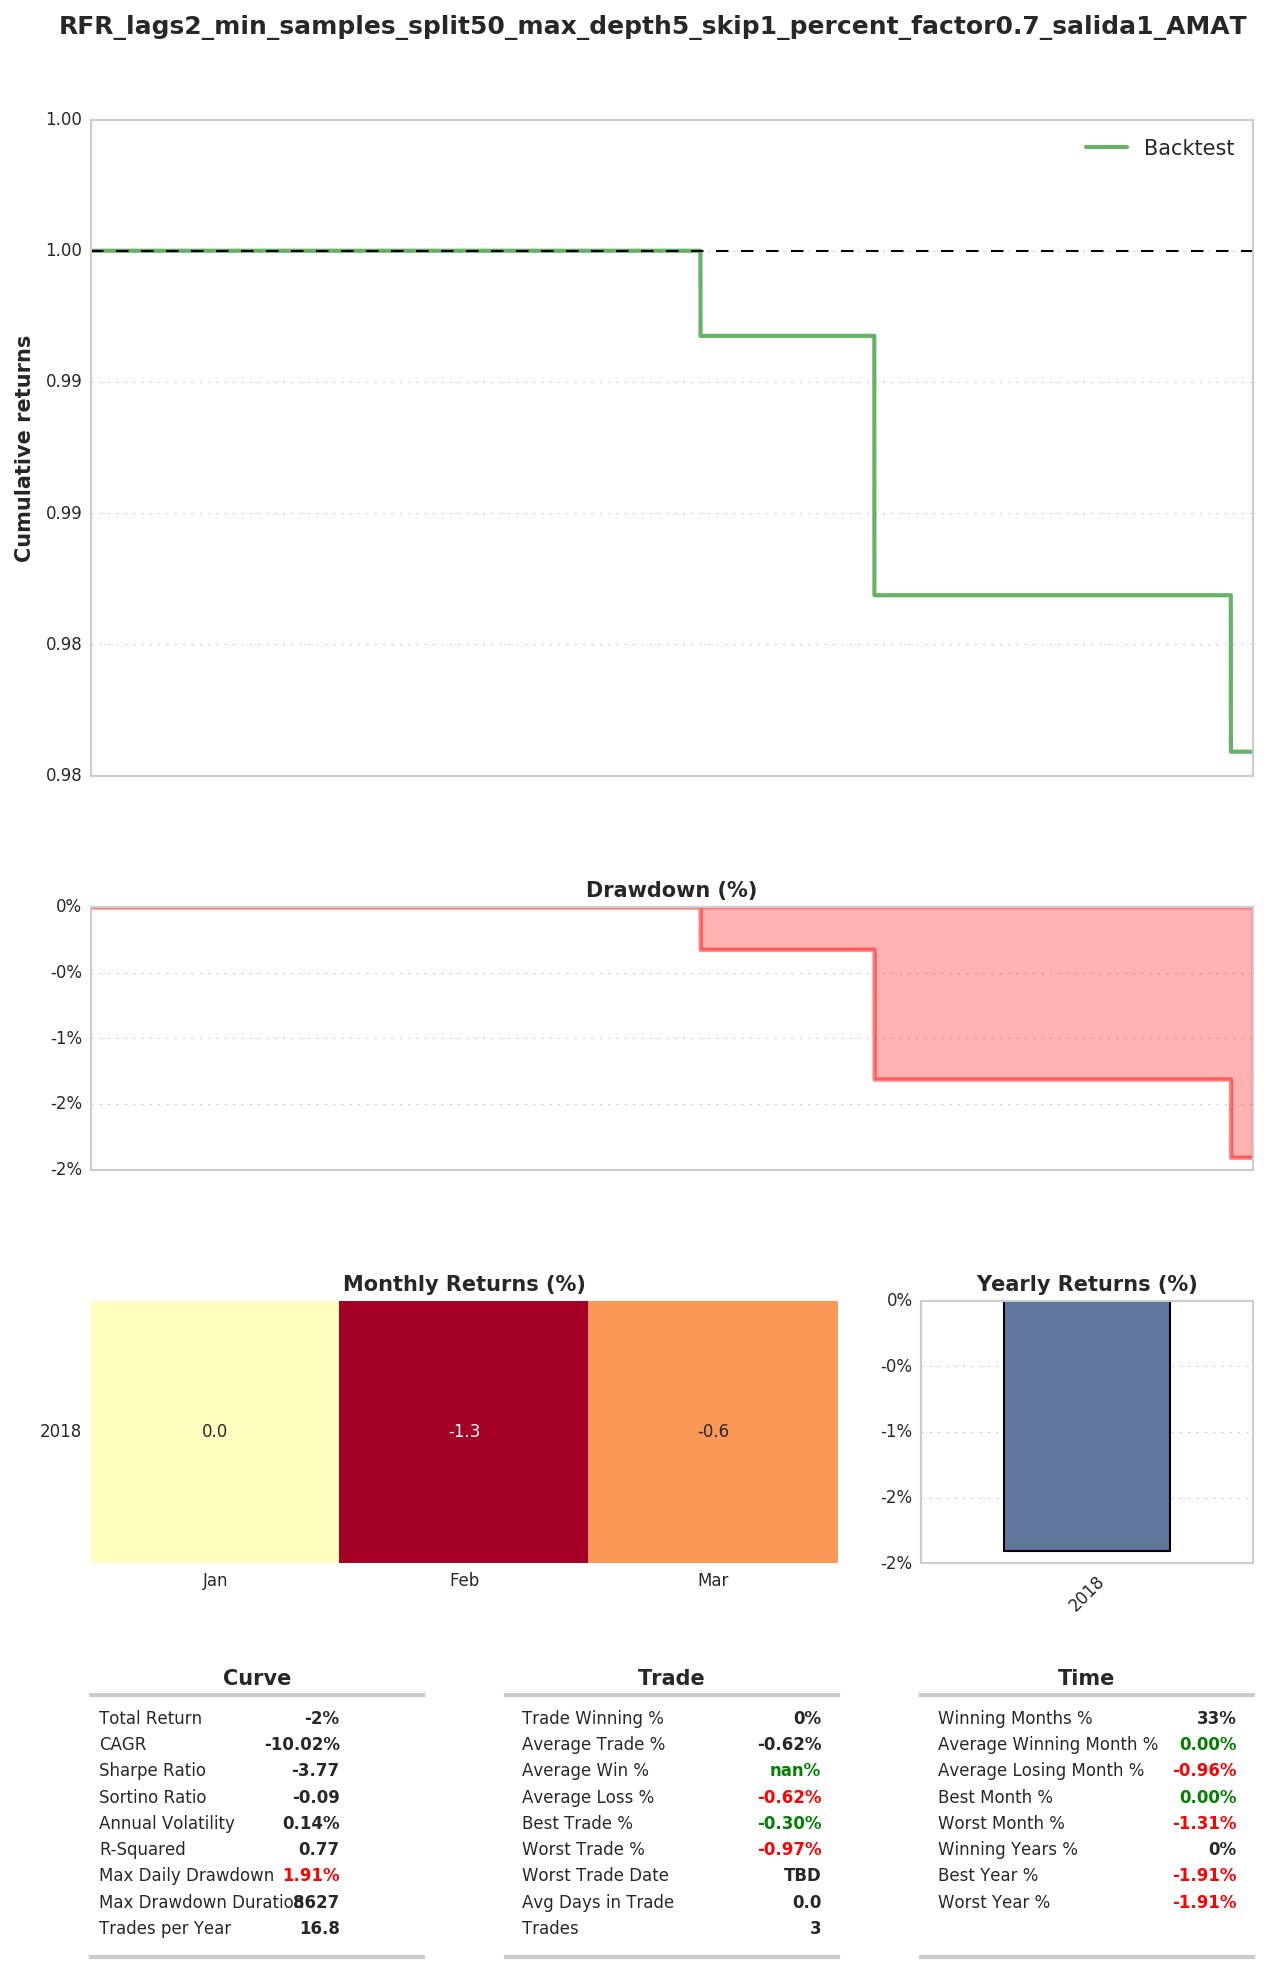 RFR_lags2_min_samples_split50_max_depth5_skip1_percent_factor0.7_salida1_AMAT
1.00
Backtest
1.00
0.99
0.99
0.98
0.98
Cumulative returns
Drawdown (%)
0%
-0%
-1%
-2%
-2%
Monthly Returns (%)
2018
0.0
-1.3
-0.6
Jan
Feb
Mar
Yearly Returns (%)
0%
-0%
-1%
-2%
-2%
2018
Curve
Total Return -2%
CAGR -10.02%
Sharpe Ratio -3.77
Sortino Ratio -0.09
Annual Volatility 0.14%
R-Squared 0.77
Max Daily Drawdown 1.91%
Max Drawdown Duration 8627
Trades per Year 16.8
Trade
Trade Winning % 0%
Average Trade % -0.62%
Average Win % nan%
Average Loss % -0.62%
Best Trade % -0.30%
Worst Trade % -0.97%
Worst Trade Date TBD
Avg Days in Trade 0.0
Trades 3
Time
Winning Months % 33%
Average Winning Month % 0.00%
Average Losing Month % -0.96%
Best Month % 0.00%
Worst Month % -1.31%
Winning Years % 0%
Best Year % -1.91%
Worst Year % -1.91%